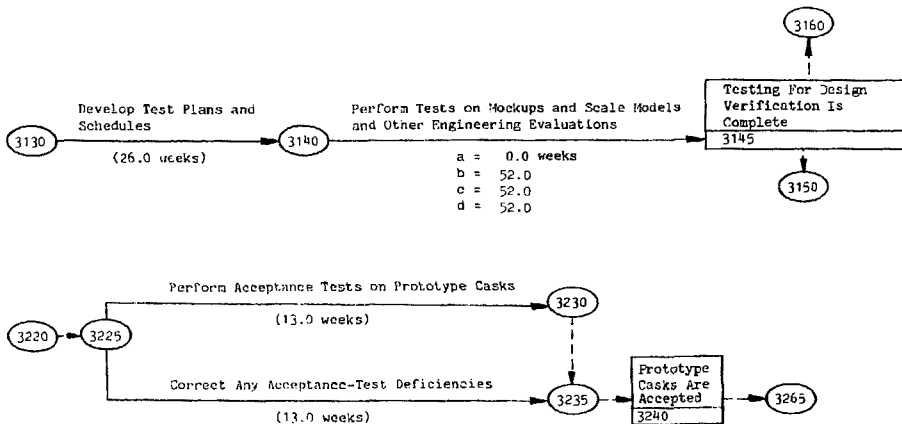 3160
Develop Test Plans and
Schedules
Perform Tests on Mockups and Scale Models
and Other Engineering Evaluations
Testing For Design
Verification Is
Complete
3130
3140
3145
(26.0 weeks)
a = 0.0 weeks
b = 52.0
c = 52.0
d = 52.0
3150
Perform Acceptance Tests on Prototype Casks
3230
(13.0 weeks)
3220
3225
Correct Any Acceptance-Test Deficiencies
(13.0 weeks)
3235
Prototype
Casks Are
Accepted
3240
3265